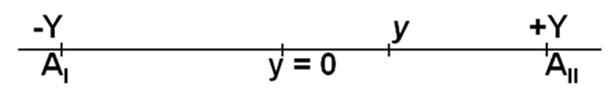 -Y y +Y
A_I y = 0 A_II